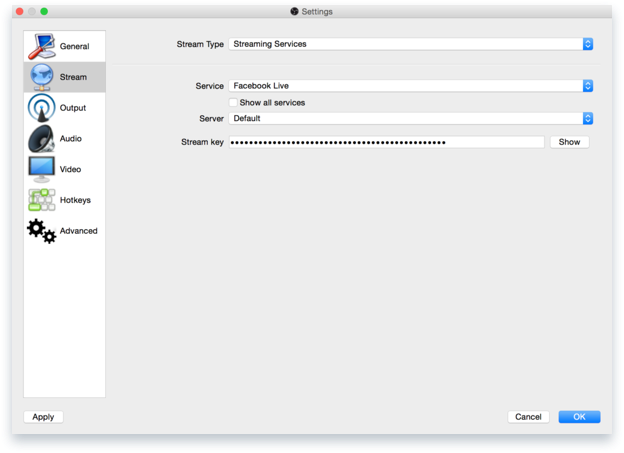 Settings
General
Stream
Output
Audio
Video
Hotkeys
Advanced
Stream Type Streaming Services
Service Facebook Live
Show all services
Server Default
Stream key ●●●●●●●●●●●●●●●●●●●●●●●●●●●●●●●●●●●●●●●●●●●●●● Show
Apply Cancel OK